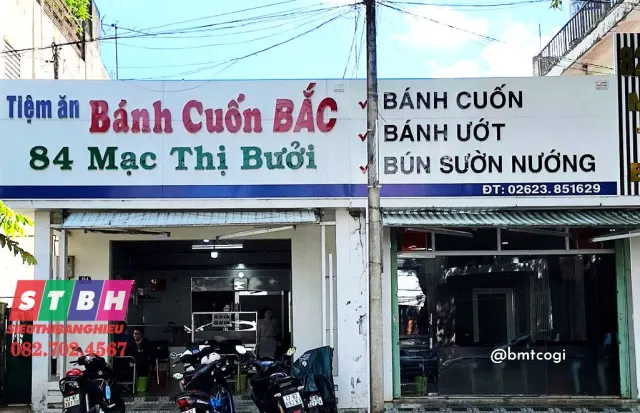 Tiệm ăn Bánh Cuốn BẮC
84 Mạc Thị Bưởi
BÁNH CUỐN
BÁNH ƯỚT
BÚN SƯỜN NƯỚNG
ĐT: 02623.851629
STBH
SIEUTHIBANGHIEU
082.702.4567
@bmtcogi